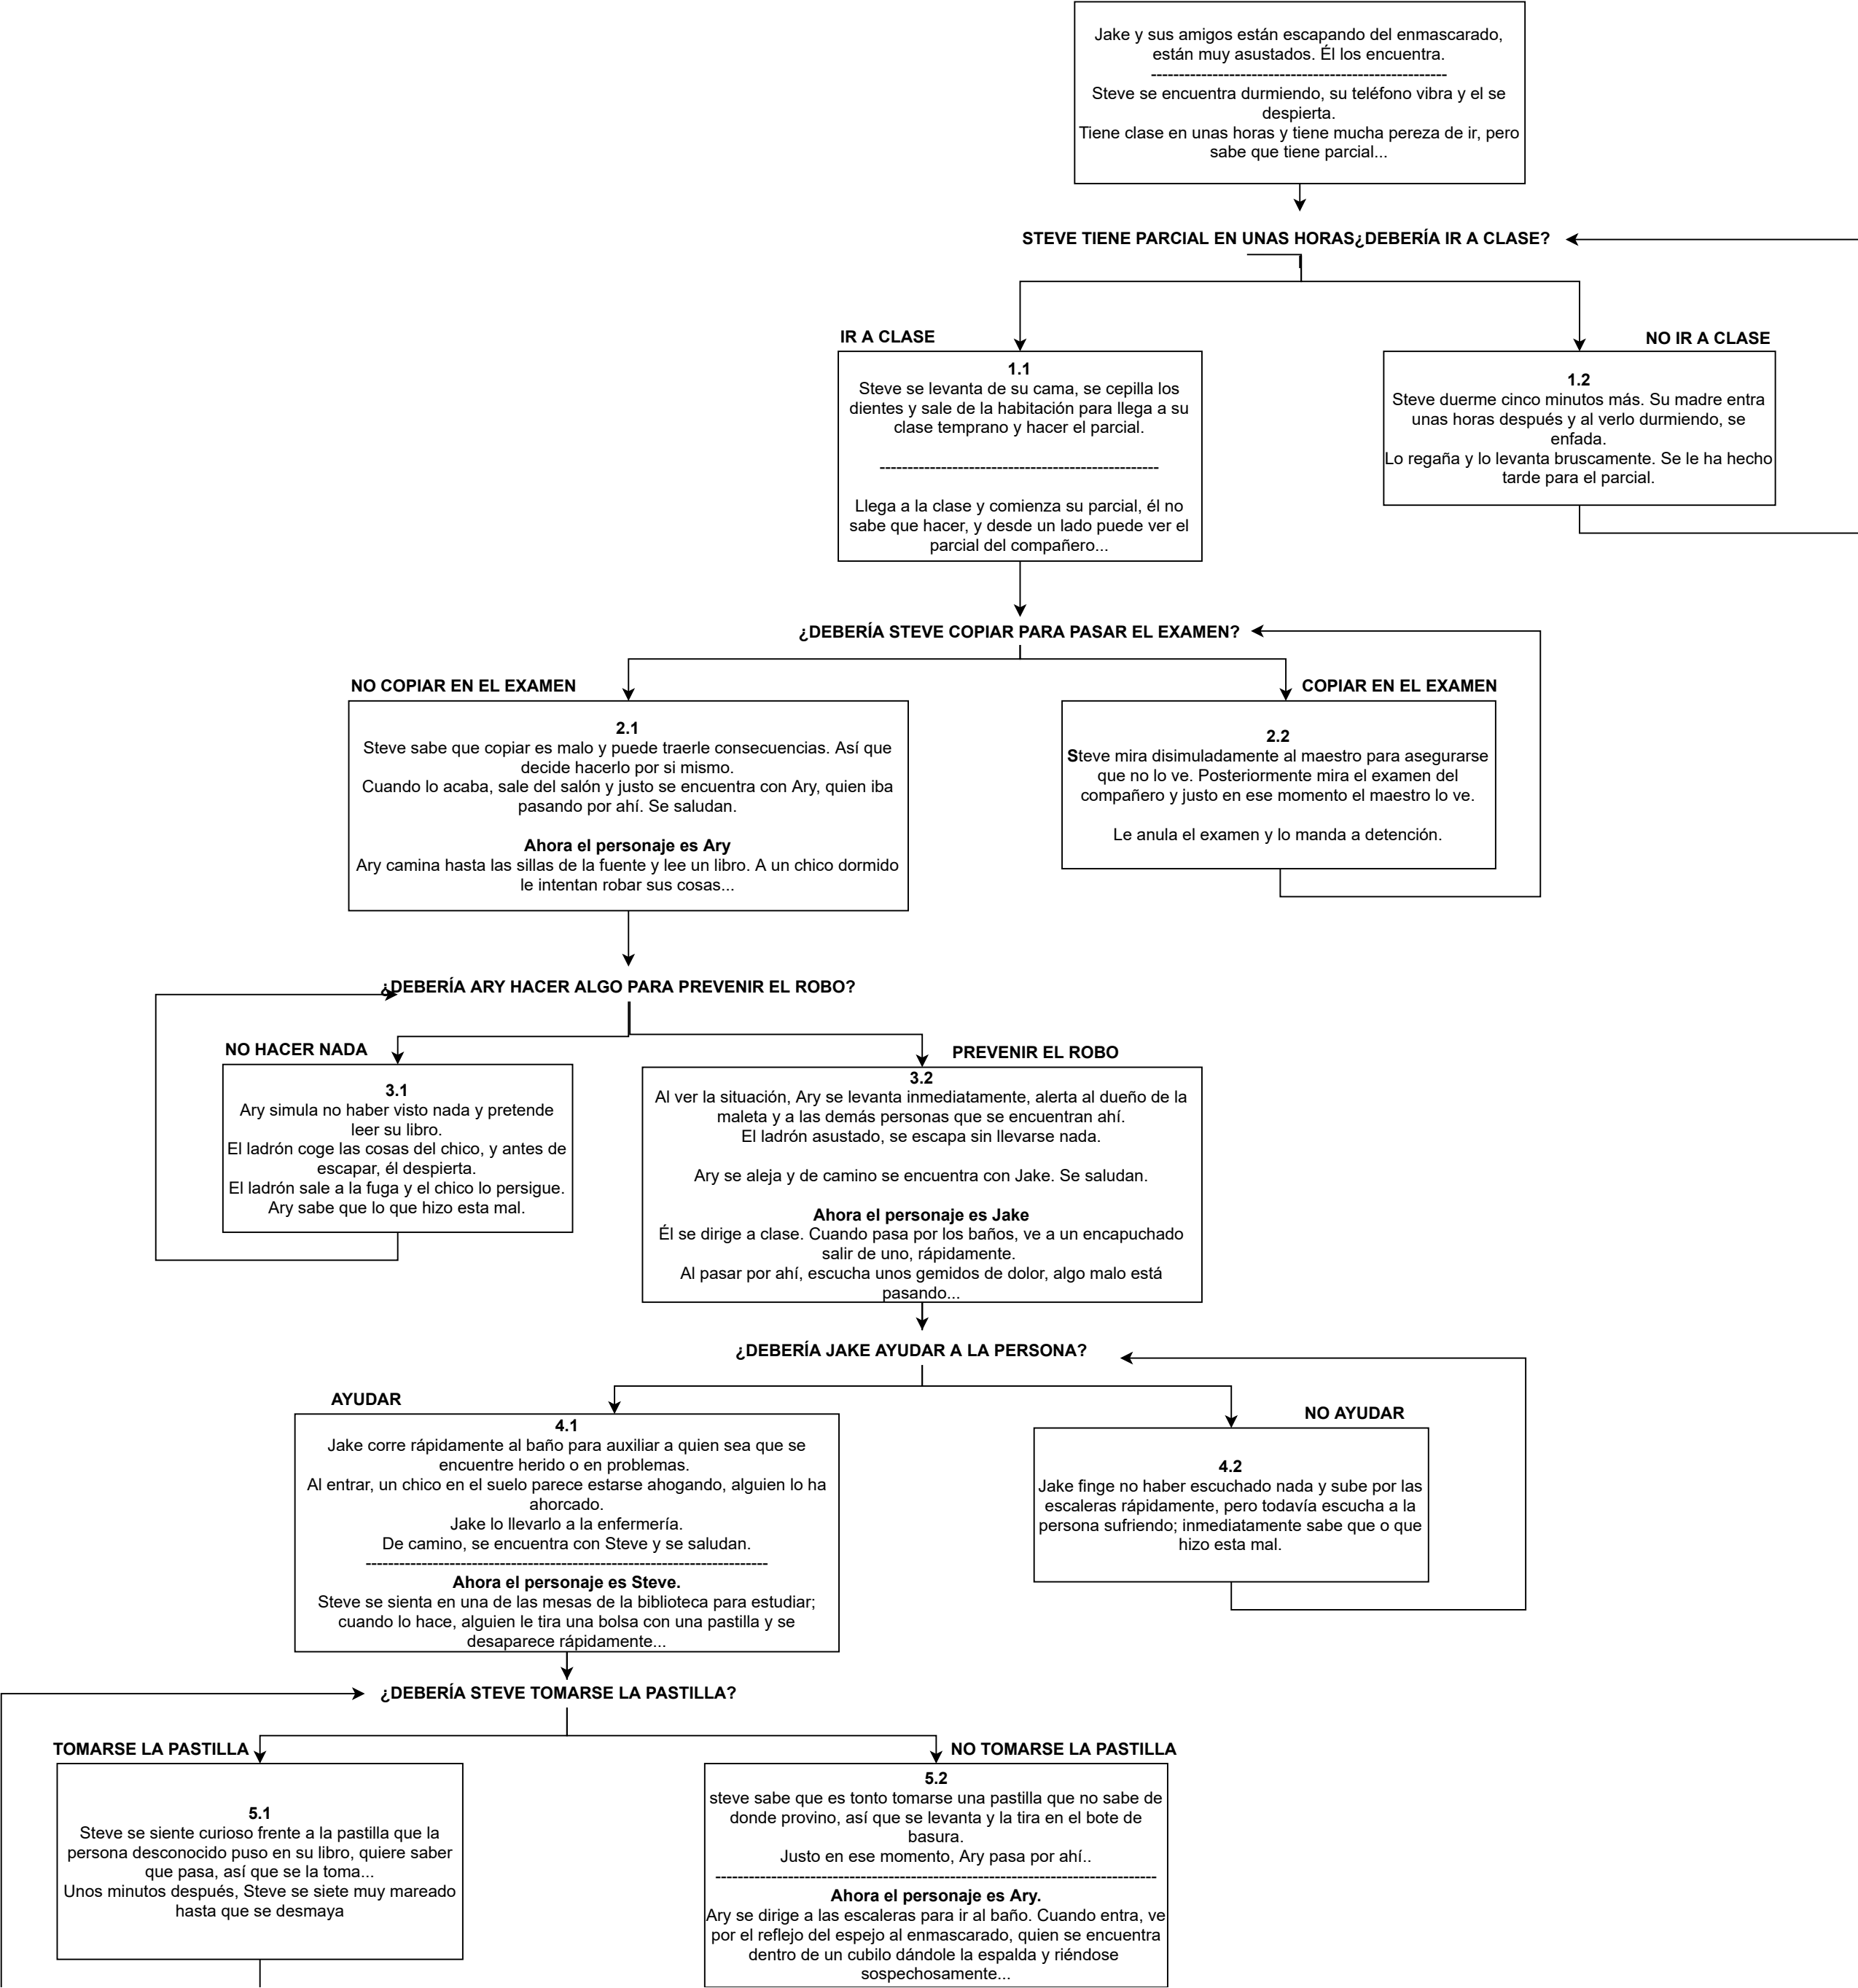 Jake y sus amigos están escapando del enmascarado,
están muy asustados. Él los encuentra.
-----------------------------------------------------
Steve se encuentra durmiendo, su teléfono vibra y el se
despierta.
Tiene clase en unas horas y tiene mucha pereza de ir, pero
sabe que tiene parcial...
STEVE TIENE PARCIAL EN UNAS HORAS¿DEBERÍA IR A CLASE?
IR A CLASE
1.1
Steve se levanta de su cama, se cepilla los
dientes y sale de la habitación para llega a su
clase temprano y hacer el parcial.
--------------------------------------------------
Llega a la clase y comienza su parcial, él no
sabe que hacer, y desde un lado puede ver el
parcial del compañero...
NO IR A CLASE
1.2
Steve duerme cinco minutos más. Su madre entra
unas horas después y al verlo durmiendo, se
enfada.
Lo regaña y lo levanta bruscamente. Se le ha hecho
tarde para el parcial.
¿DEBERÍA STEVE COPIAR PARA PASAR EL EXAMEN?
NO COPIAR EN EL EXAMEN
2.1
Steve sabe que copiar es malo y puede traerle consecuencias. Así que
decide hacerlo por si mismo.
Cuando lo acaba, sale del salón y justo se encuentra con Ary, quien iba
pasando por ahí. Se saludan.
Ahora el personaje es Ary
Ary camina hasta las sillas de la fuente y lee un libro. A un chico dormido
le intentan robar sus cosas...
COPIAR EN EL EXAMEN
2.2
Steve mira disimuladamente al maestro para asegurarse
que no lo ve. Posteriormente mira el examen del
compañero y justo en ese momento el maestro lo ve.
Le anula el examen y lo manda a detención.
¿DEBERÍA ARY HACER ALGO PARA PREVENIR EL ROBO?
NO HACER NADA
3.1
Ary simula no haber visto nada y pretende
leer su libro.
El ladrón coge las cosas del chico, y antes de
escapar, él despierta.
El ladrón sale a la fuga y el chico lo persigue.
Ary sabe que lo que hizo esta mal.
PREVENIR EL ROBO
3.2
Al ver la situación, Ary se levanta inmediatamente, alerta al dueño de la
maleta y a las demás personas que se encuentran ahí.
El ladrón asustado, se escapa sin llevarse nada.
Ary se aleja y de camino se encuentra con Jake. Se saludan.
Ahora el personaje es Jake
Él se dirige a clase. Cuando pasa por los baños, ve a un encapuchado
salir de uno, rápidamente.
Al pasar por ahí, escucha unos gemidos de dolor, algo malo está
pasando...
¿DEBERÍA JAKE AYUDAR A LA PERSONA?
AYUDAR
4.1
Jake corre rápidamente al baño para auxiliar a quien sea que se
encuentre herido o en problemas.
Al entrar, un chico en el suelo parece estarse ahogando, alguien lo ha
ahorcado.
Jake lo llevarlo a la enfermería.
De camino, se encuentra con Steve y se saludan.
------------------------------------------------------------------------
Ahora el personaje es Steve.
Steve se sienta en una de las mesas de la biblioteca para estudiar;
cuando lo hace, alguien le tira una bolsa con una pastilla y se
desaparece rápidamente...
NO AYUDAR
4.2
Jake finge no haber escuchado nada y sube por las
escaleras rápidamente, pero todavía escucha a la
persona sufriendo; inmediatamente sabe que o que
hizo esta mal.
¿DEBERÍA STEVE TOMARSE LA PASTILLA?
TOMARSE LA PASTILLA
5.1
Steve se siente curioso frente a la pastilla que la
persona desconocido puso en su libro, quiere saber
que pasa, así que se la toma...
Unos minutos después, Steve se siete muy mareado
hasta que se desmaya
NO TOMARSE LA PASTILLA
5.2
steve sabe que es tonto tomarse una pastilla que no sabe de
donde provino, así que se levanta y la tira en el bote de
basura.
Justo en ese momento, Ary pasa por ahí..
-------------------------------------------------------------------------------
Ahora el personaje es Ary.
Ary se dirige a las escaleras para ir al baño. Cuando entra, ve
por el reflejo del espejo al enmascarado, quien se encuentra
dentro de un cubilo dándole la espalda y riéndose
sospechosamente...